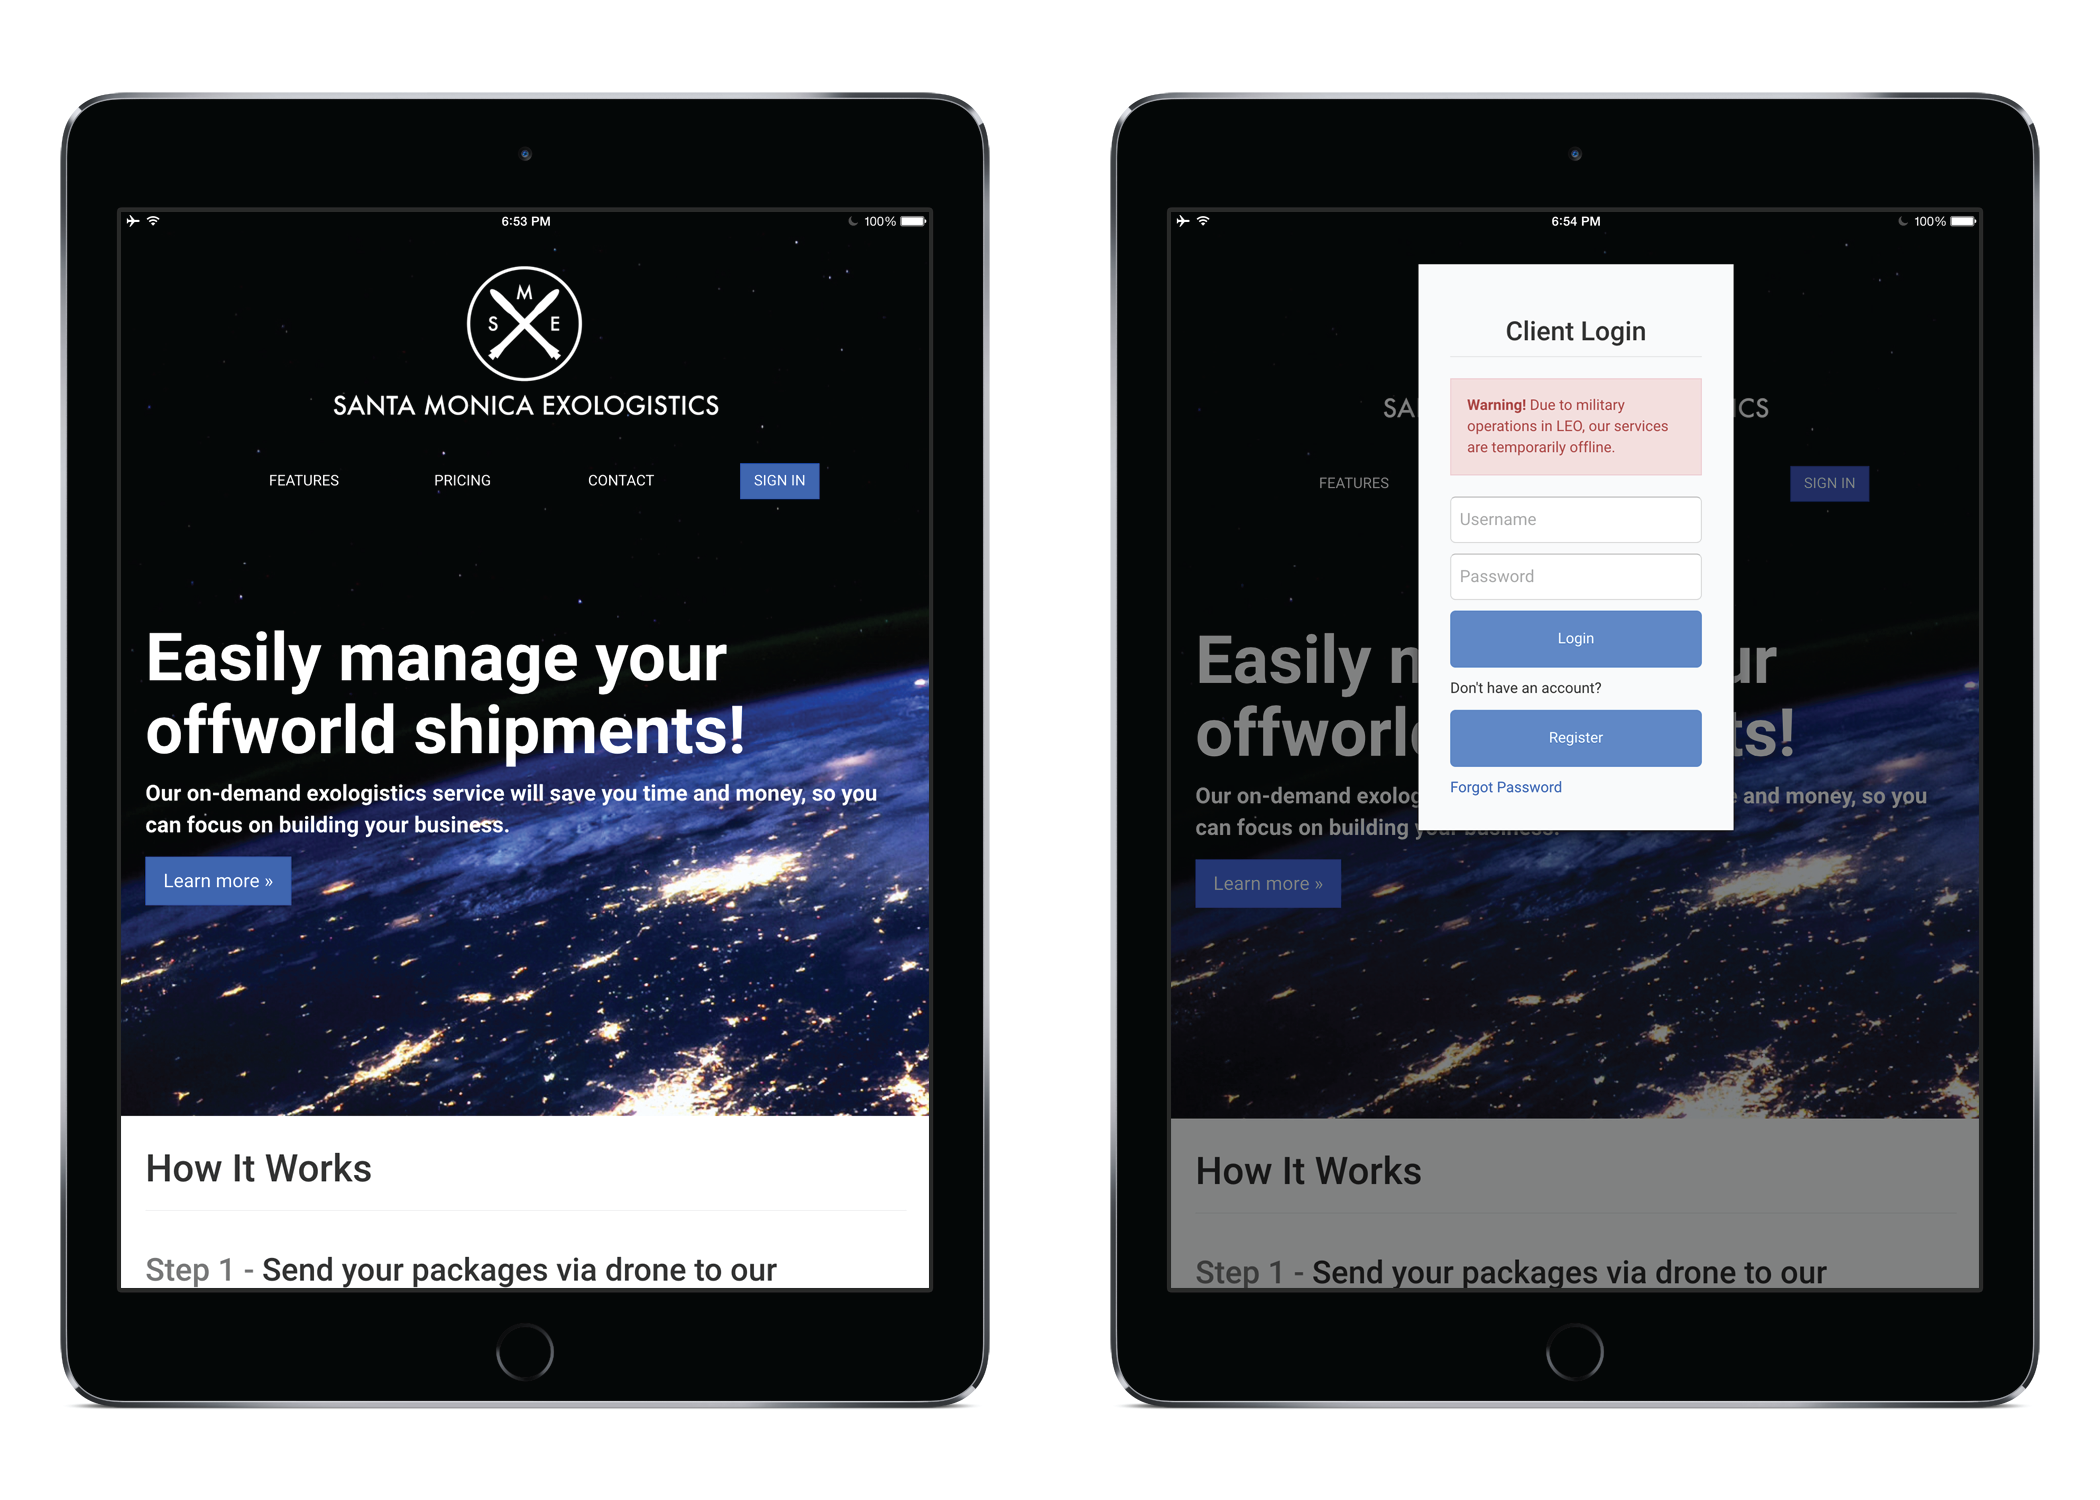 6:53 PM
100%
M
S E
SANTA MONICA EXOLOGISTICS
FEATURES PRICING CONTACT SIGN IN
Easily manage your
offworld shipments!
Our on-demand exologistics service will save you time and money, so you
can focus on building your business.
Learn more »
How It Works
Step 1 - Send your packages via drone to our
6:54 PM
100%
SA
ICS
FEATURES
SIGN IN
Client Login
Warning! Due to military
operations in LEO, our services
are temporarily offline.
Username
Password
Login
Don't have an account?
Register
Forgot Password
Easily m ur
offworl ts!
Our on-demand exolog and money, so you
can focus on building your business.
Learn more »
How It Works
Step 1 - Send your packages via drone to our